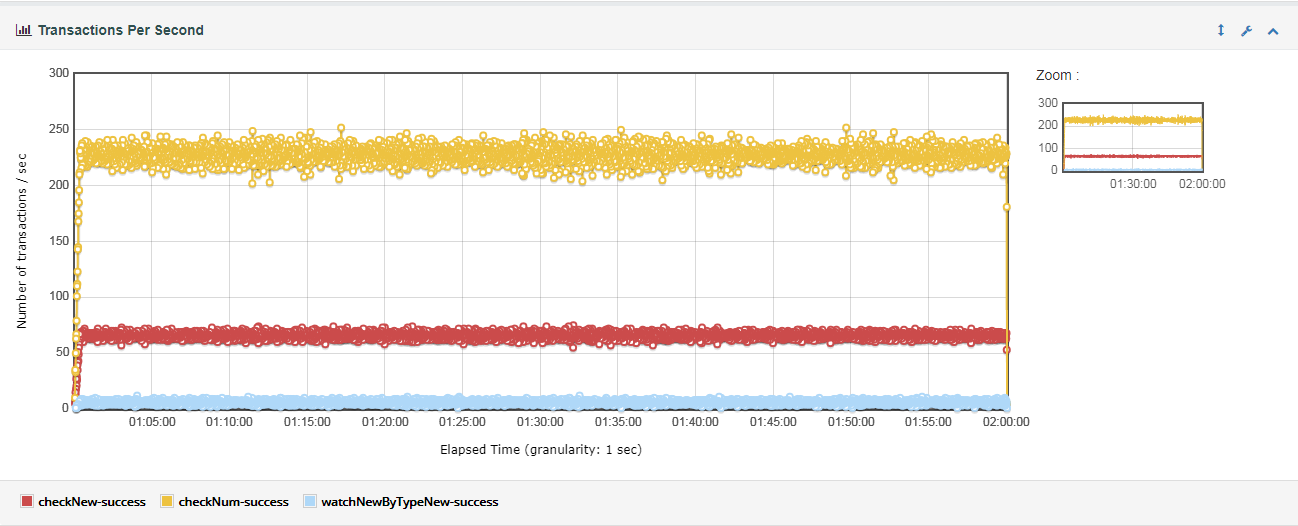 Transactions Per Second
Zoom :
300
250
200
150
100
50
0
Number of transactions / sec
01:05:00 01:10:00 01:15:00 01:20:00 01:25:00 01:30:00 01:35:00 01:40:00 01:45:00 01:50:00 01:55:00 02:00:00
Elapsed Time (granularity: 1 sec)
300
200
100
0
01:30:00 02:00:00
checkNew-success checkNum-success watchNewByTypeNew-success